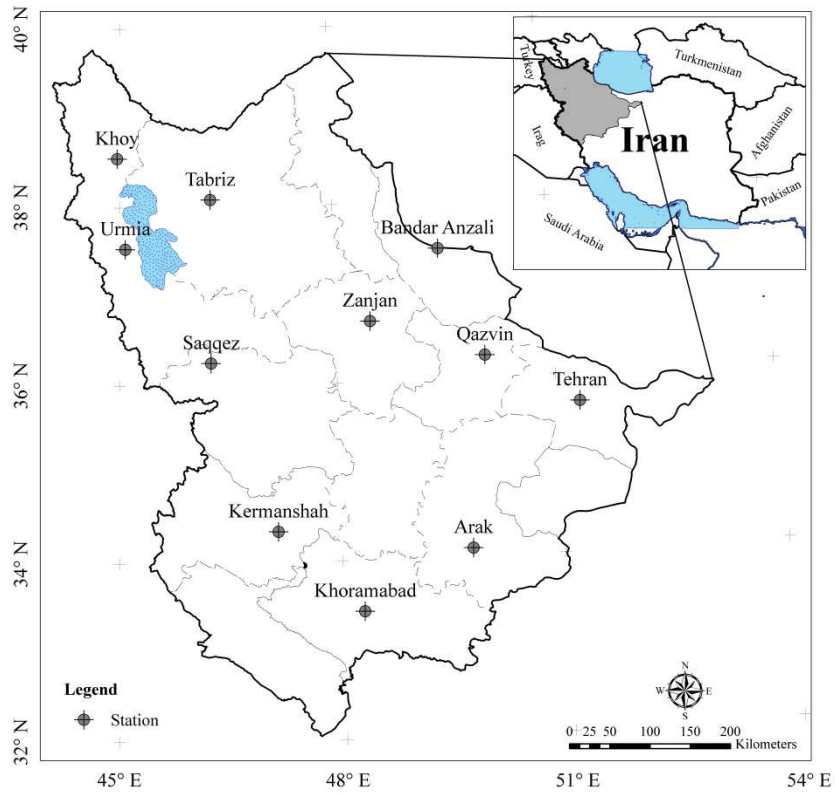 40° N
38° N
36° N
34° N
32° N
Turkey
Turkmenistan
Iraq
Iran
Afghanistan
Pakistan
Saudi Arabia
Khoy
Tabriz
Urmia
Bandar Anzali
Zanjan
Saqqez
Qazvin
Tehran
Kermanshah
Arak
Khoramabad
Legend
Station
N
W E
S
0 25 50 100 150 200
Kilometers
45° E 48° E 51° E 54° E